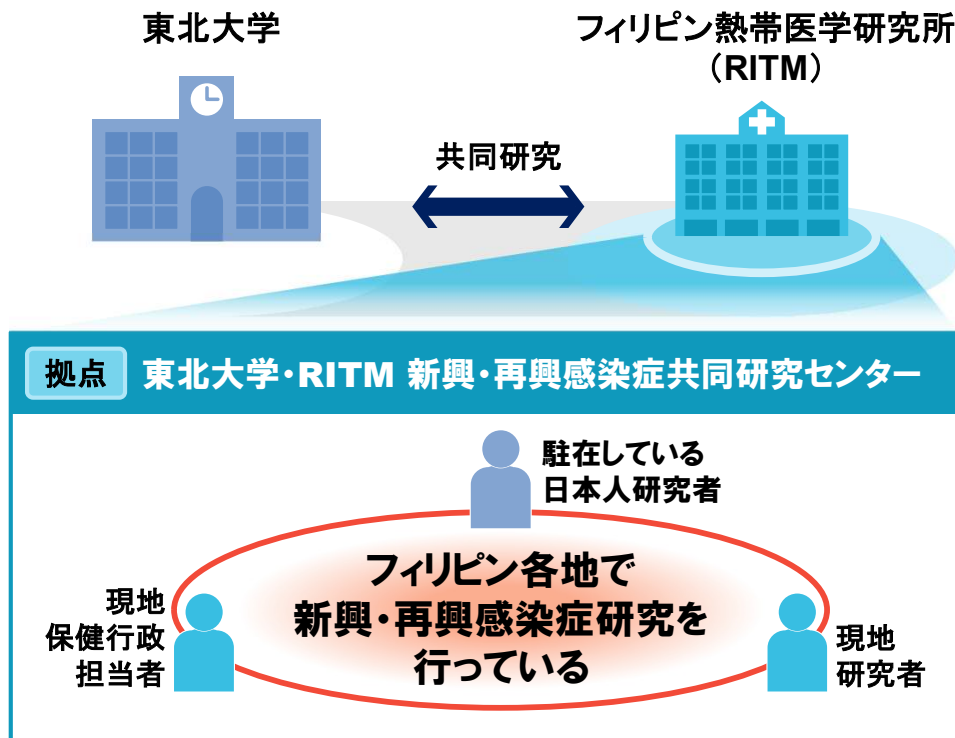 東北大学
フィリピン熱帯医学研究所
（RITM）
共同研究
拠点 東北大学・RITM 新興・再興感染症共同研究センター
駐在している
日本人研究者
フィリピン各地で
新興・再興感染症研究を
行っている
現地
保健行政
担当者
現地
研究者